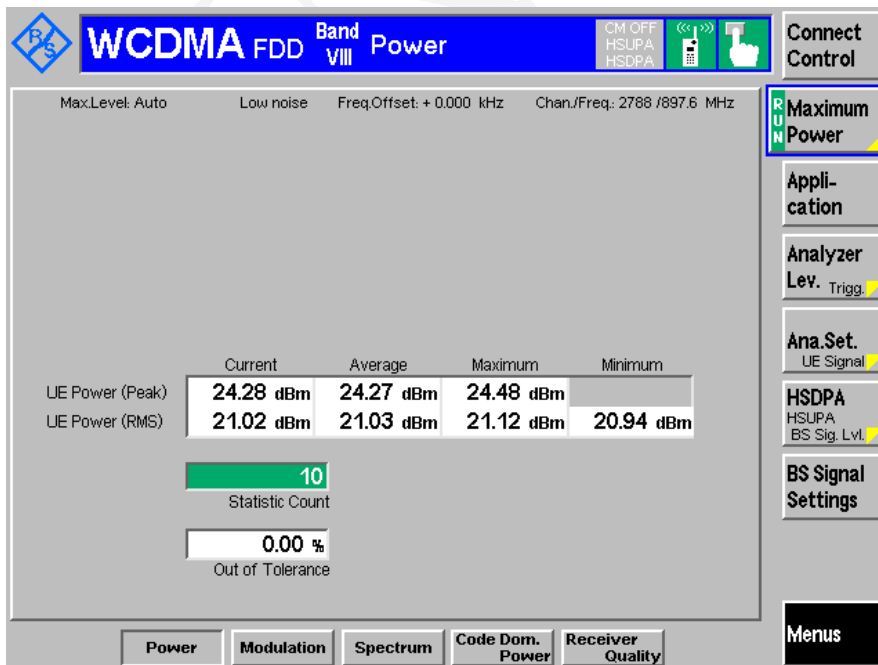 R&S
WCDMA FDD Band VIII Power
CM OFF
HSUPA
HSDPA
Connect Control
Max.Level: Auto Low noise Freq.Offset: + 0.000 kHz Chan./Freq.: 2788 /897.6 MHz
RUN
Maximum Power
Appli-
cation
Analyzer
Lev. Trigg.
Ana.Set.
UE Signal
Current Average Maximum Minimum
UE Power (Peak) 24.28 dBm 24.27 dBm 24.48 dBm
UE Power (RMS) 21.02 dBm 21.03 dBm 21.12 dBm 20.94 dBm
HSDPA
HSUPA
BS Sig. Lvl.
10
Statistic Count
BS Signal
Settings
0.00 %
Out of Tolerance
Power Modulation Spectrum Code Dom. Power Receiver Quality
Menus